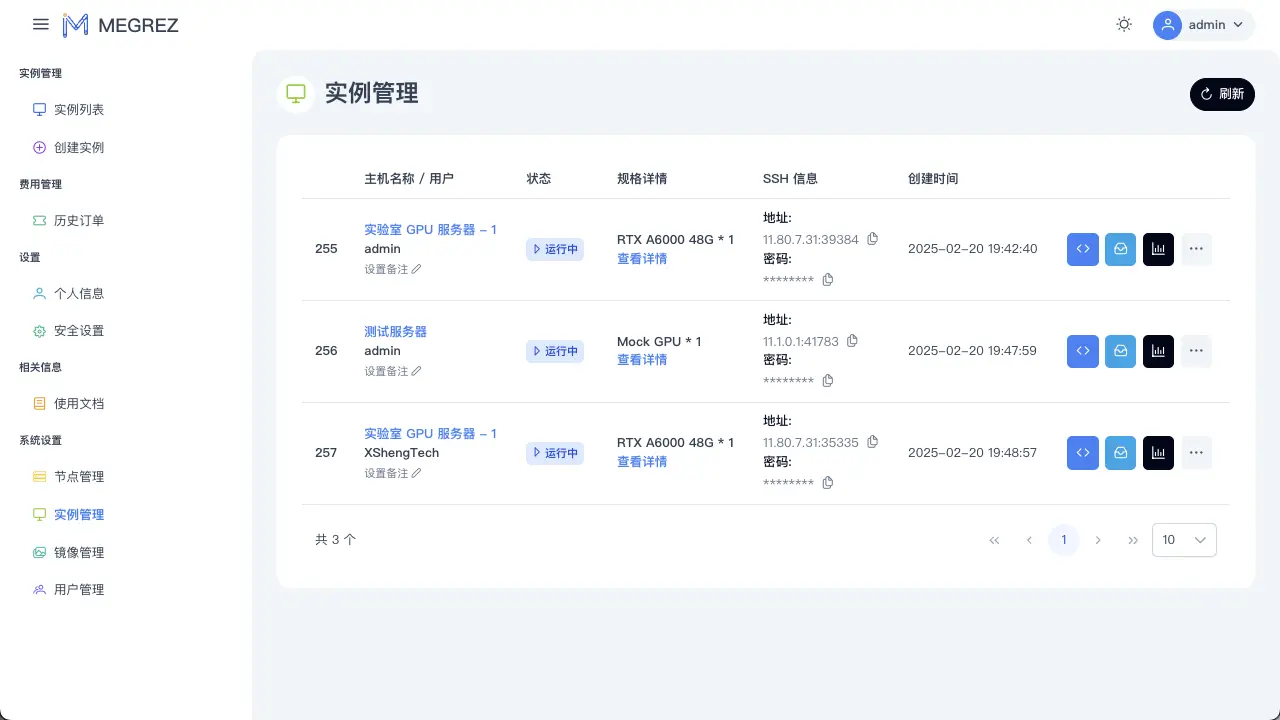 MEGREZ
admin
实例管理
实例列表
创建实例
费用管理
历史订单
设置
个人信息
安全设置
相关信息
使用文档
系统设置
节点管理
实例管理
镜像管理
用户管理
实例管理
刷新
主机名称 / 用户 状态 规格详情 SSH 信息 创建时间
255
实验室 GPU 服务器 - 1
admin
设置备注
运行中
RTX A6000 48G * 1
查看详情
地址:
11.80.7.31:39384
密码:
********
2025-02-20 19:42:40
256
测试服务器
admin
设置备注
运行中
Mock GPU * 1
查看详情
地址:
11.1.0.1:41783
密码:
********
2025-02-20 19:47:59
257
实验室 GPU 服务器 - 1
XShengTech
设置备注
运行中
RTX A6000 48G * 1
查看详情
地址:
11.80.7.31:35335
密码:
********
2025-02-20 19:48:57
共 3 个
1
10